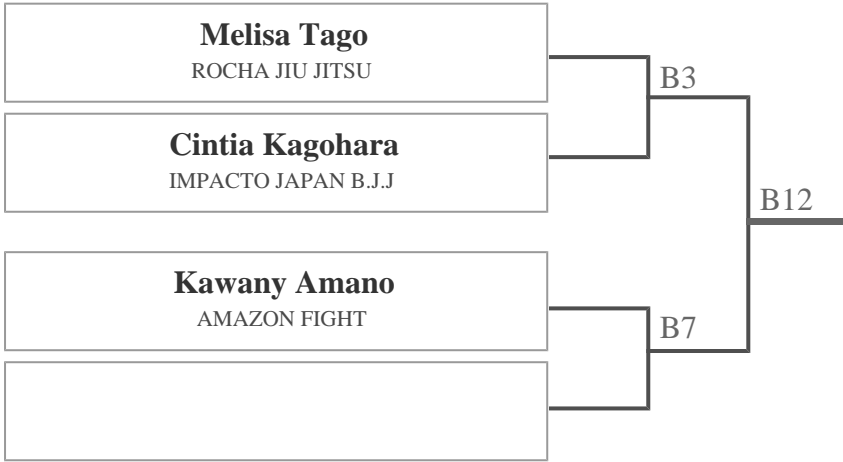 Melisa Tago
ROCHA JIU JITSU
B3
Cintia Kagohara
IMPACTO JAPAN B.J.J
B12
Kawany Amano
AMAZON FIGHT
B7